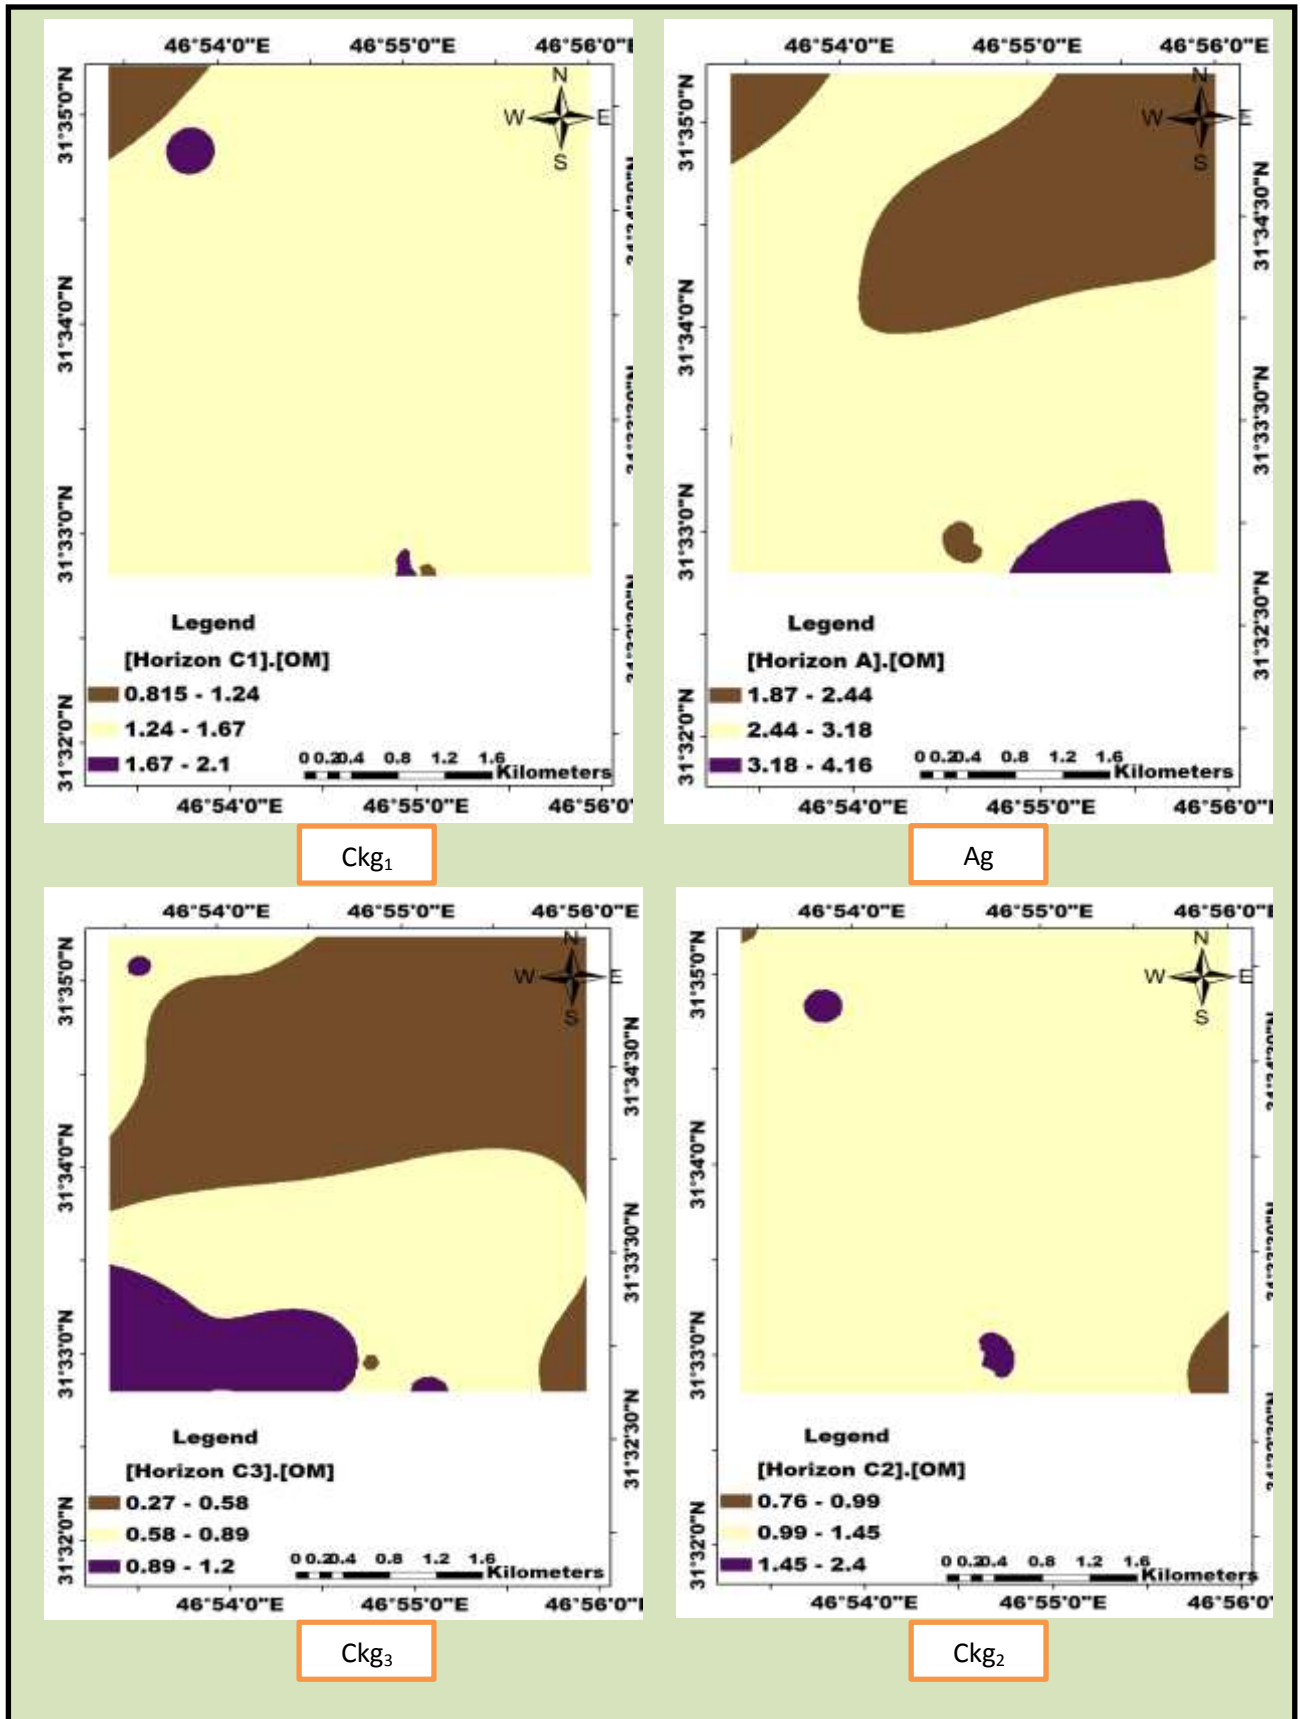 46°54'0"E 46°55'0"E 46°56'0"E
N
W E
S
31°35'0"N
31°34'0"N
31°33'0"N
31°32'0"N
Legend
[Horizon C1].[OM]
0.815 - 1.24
1.24 - 1.67
1.67 - 2.1
0 0.2 0.4 0.8 1.2 1.6
Kilometers
46°54'0"E 46°55'0"E 46°56'0"E
Ckg₁
46°54'0"E 46°55'0"E 46°56'0"E
N
W E
S
31°35'0"N
31°34'0"N
31°33'0"N
31°32'0"N
31°34'30"N
31°33'30"N
31°32'30"N
Legend
[Horizon A].[OM]
1.87 - 2.44
2.44 - 3.18
3.18 - 4.16
0 0.2 0.4 0.8 1.2 1.6
Kilometers
46°54'0"E 46°55'0"E 46°56'0"E
Ag
46°54'0"E 46°55'0"E 46°56'0"E
N
W E
S
31°35'0"N
31°34'0"N
31°33'0"N
31°32'0"N
31°34'30"N
31°33'30"N
31°32'30"N
Legend
[Horizon C3].[OM]
0.27 - 0.58
0.58 - 0.89
0.89 - 1.2
0 0.2 0.4 0.8 1.2 1.6
Kilometers
46°54'0"E 46°55'0"E 46°56'0"E
Ckg₃
46°54'0"E 46°55'0"E 46°56'0"E
N
W E
S
31°35'0"N
31°34'0"N
31°33'0"N
31°32'0"N
Legend
[Horizon C2].[OM]
0.76 - 0.99
0.99 - 1.45
1.45 - 2.4
0 0.2 0.4 0.8 1.2 1.6
Kilometers
46°54'0"E 46°55'0"E 46°56'0"
Ckg₂